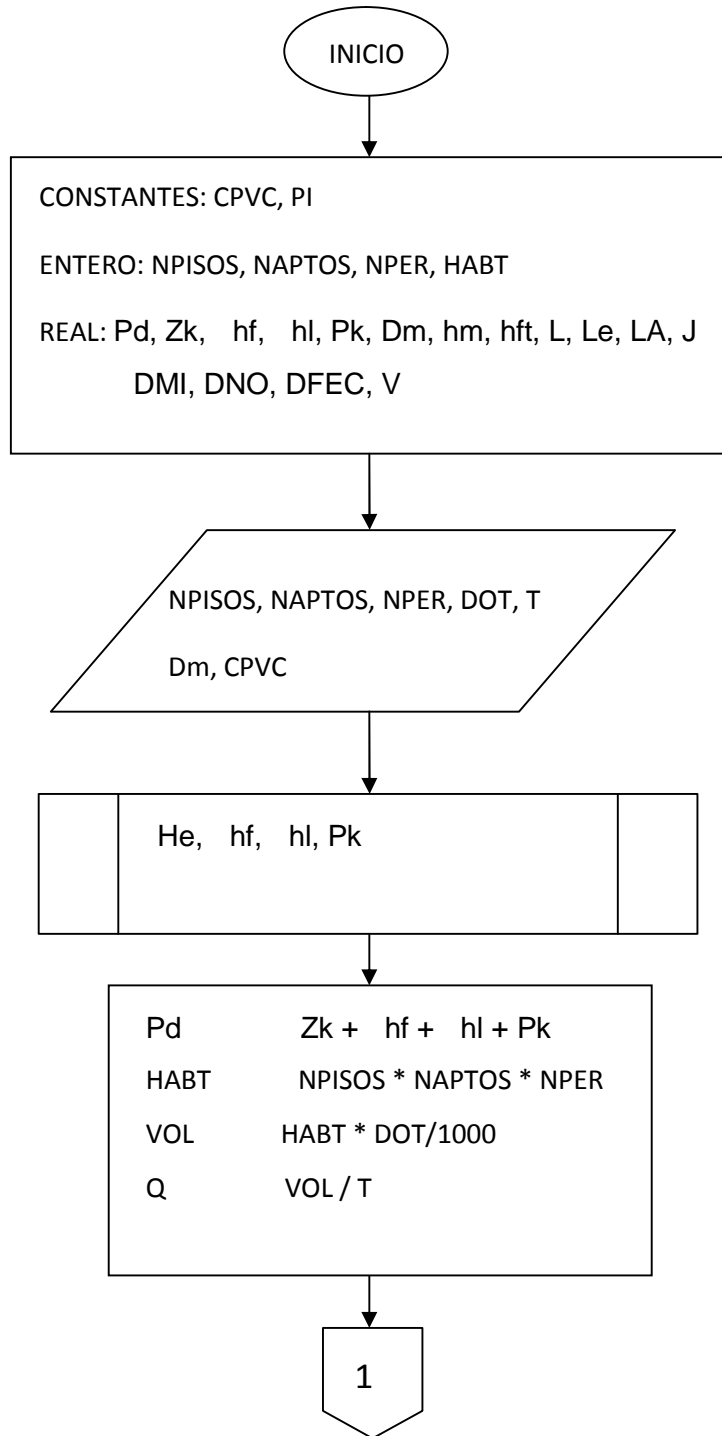 INICIO
CONSTANTES: CPVC, PI
ENTERO: NPISOS, NAPTOS, NPER, HABT
REAL: Pd, Zk, hf, hl, Pk, Dm, hm, hft, L, Le, LA, J
DMI, DNO, DFEC, V
NPISOS, NAPTOS, NPER, DOT, T
Dm, CPVC
He, hf, hl, Pk
Pd Zk + hf + hl + Pk
HABT NPISOS * NAPTOS * NPER
VOL HABT * DOT/1000
Q VOL / T
1